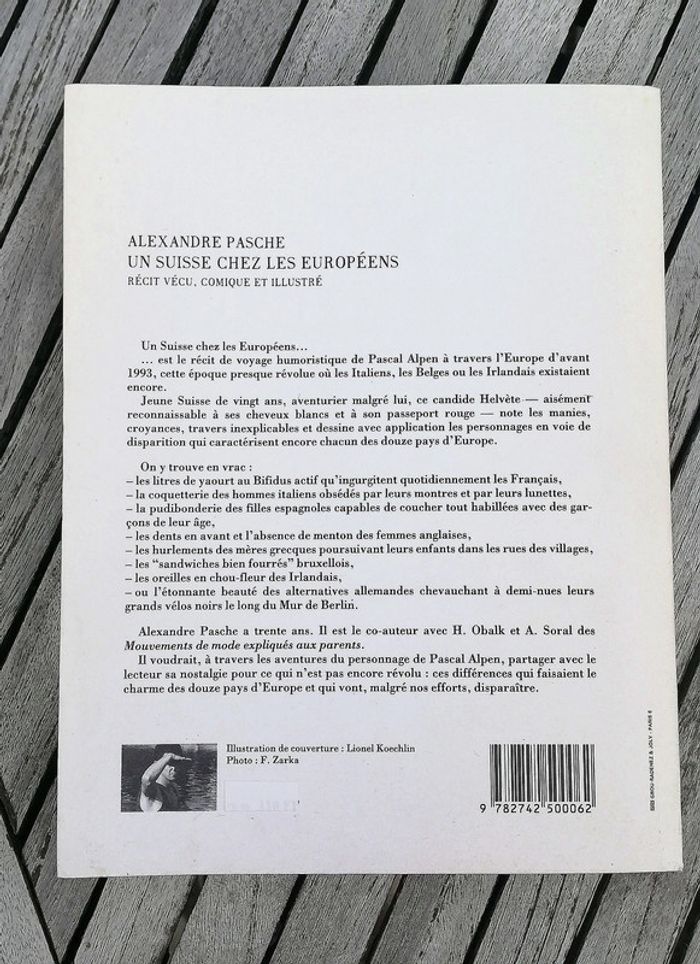 ALEXANDRE PASCHE
UN SUISSE CHEZ LES EUROPÉENS
RÉCIT VÉCU, COMIQUE ET ILLUSTRÉ
Un Suisse chez les Européens...
... est le récit de voyage humoristique de Pascal Alpen à travers l'Europe d'avant
1993, cette époque presque révolue où les Italiens, les Belges ou les Irlandais existaient
encore.
Jeune Suisse de vingt ans, aventurier malgré lui, ce candide Helvète — aisément
reconnaissable à ses cheveux blancs et à son passeport rouge — note les manies,
croyances, travers inexplicables et dessine avec application les personnages en voie de
disparition qui caractérisent encore chacun des douze pays d'Europe.
On y trouve en vrac :
– les litres de yaourt au Bifidus actif qu'ingurgitent quotidiennement les Français,
– la coquetterie des hommes italiens obsédés par leurs montres et par leurs lunettes,
– la pudibonderie des filles espagnoles capables de coucher tout habillées avec des gar-
çons de leur âge,
– les dents en avant et l'absence de menton des femmes anglaises,
– les hurlements des mères grecques poursuivant leurs enfants dans les rues des villages,
– les "sandwiches bien fourrés" bruxellois,
– les oreilles en chou-fleur des Irlandais,
– ou l'étonnante beauté des alternatives allemandes chevauchant à demi-nues leurs
grands vélos noirs le long du Mur de Berlin.
Alexandre Pasche a trente ans. Il est le co-auteur avec H. Obalk et A. Soral des
Mouvements de mode expliqués aux parents.
Il voudrait, à travers les aventures du personnage de Pascal Alpen, partager avec le
lecteur sa nostalgie pour ce qui n'est pas encore révolu : ces différences qui faisaient le
charme des douze pays d'Europe et qui vont, malgré nos efforts, disparaître.
Illustration de couverture : Lionel Koechlin
Photo : F. Zarka
9 782742 500062
GROU-RADENEZ & JOLY - PARIS 6